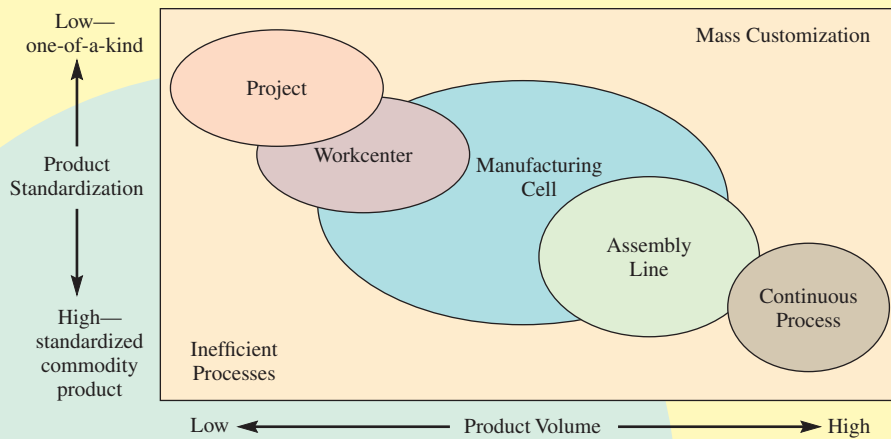 Low—
one-of-a-kind
Product
Standardization
High—
standardized
commodity
product
Mass Customization
Project
Workcenter
Manufacturing
Cell
Assembly
Line
Continuous
Process
Inefficient
Processes
Low
Product Volume
High